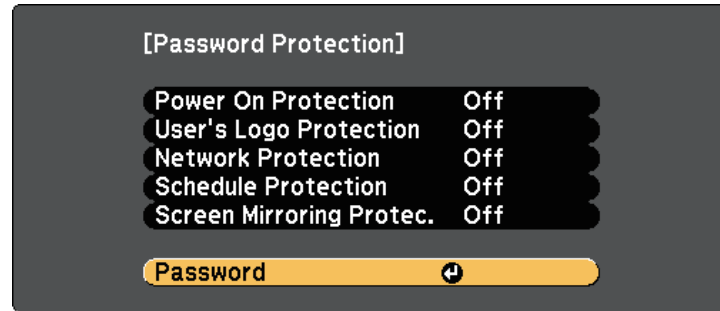 [Password Protection]
Power On Protection Off
User's Logo Protection Off
Network Protection Off
Schedule Protection Off
Screen Mirroring Protec. Off
Password